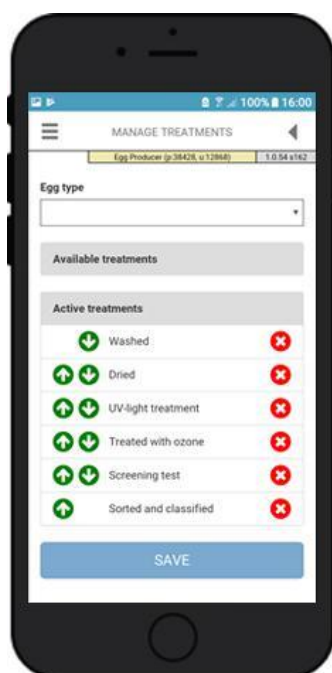 100% 16:00
MANAGE TREATMENTS
Egg Producer (p:38428, u:12868) 1.0.54 s162
Egg type
Available treatments
Active treatments
Washed
Dried
UV-light treatment
Treated with ozone
Screening test
Sorted and classified
SAVE